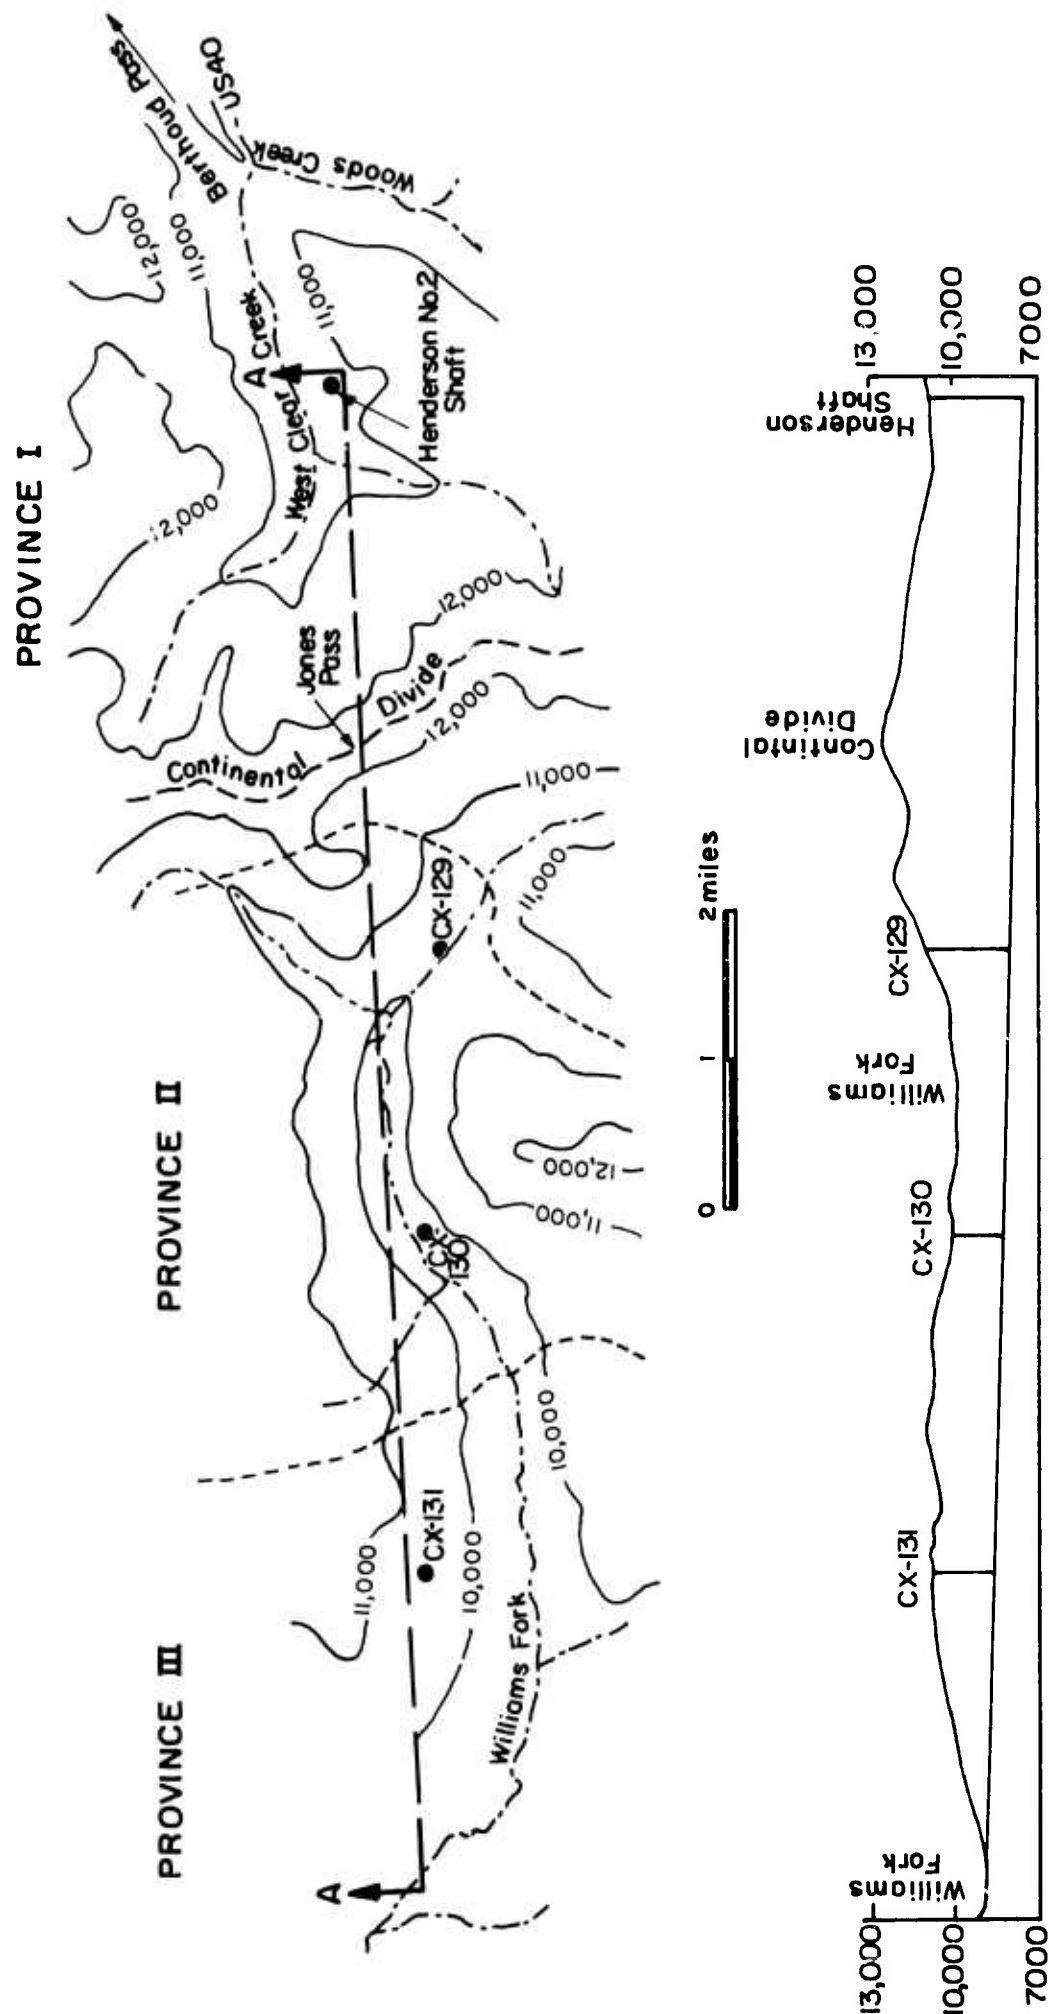 PROVINCE III
PROVINCE II
PROVINCE I
Berthoud Pass
US40
Woods Creek
12,000
11,000
11,000
A
West Clear Creek
Henderson No.2
Shaft
12,000
12,000
Jones
Pass
Continental Divide
12,000
11,000
11,000
CX-129
12,000
11,000
CX-
130
10,000
CX-131
11,000
10,000
Williams Fork
A
0
1
2 miles
13,000
10,000
7000
Williams
Fork
CX-131
CX-130
Williams
Fork
CX-129
Contintal
Divide
Henderson
Shaft
13,000
10,000
7000